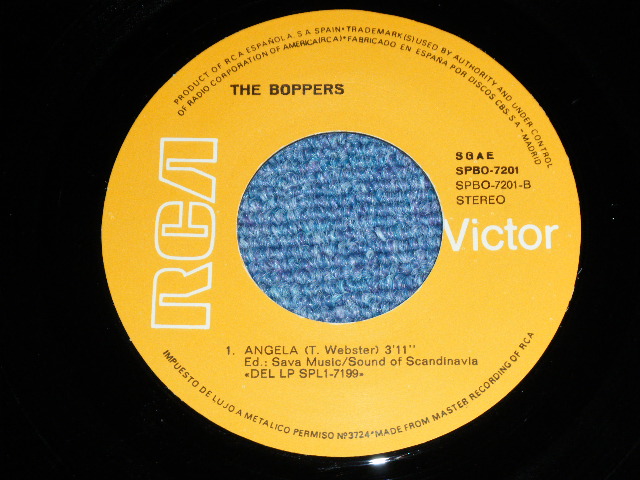 PRODUCT OF R.C.A. ESPAÑOLA, S.A. SPAIN•TRADEMARK(S) USED BY AUTHORITY AND UNDER CONTROL
OF RADIO CORPORATION OF AMERICA(RCA)•FABRICADO EN ESPAÑA POR DISCOS CBS S.A - MADRID
THE BOPPERS
SGAE
SPBO-7201
SPBO-7201-B
STEREO
RCA
Victor
1. ANGELA (T. Webster) 3'11"
Ed.: Sava Music/Sound of Scandinavia
«DEL LP SPL1-7199»
IMPUESTO DE LUJO A METALICO PERMISO Nº3724•MADE FROM MASTER RECORDING OF RCA